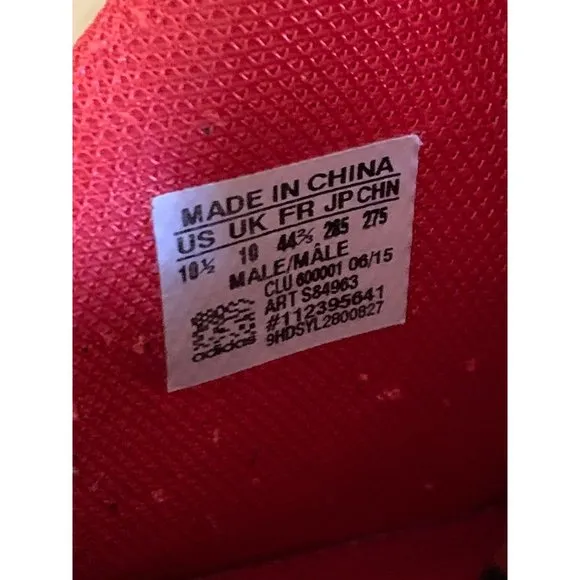 MADE IN CHINA
US UK FR JP CHN
10½ 10 44⅔ 285 275
MALE/MÂLE
CLU 600001 06/15
ART S84963
#112395641
9HDSYL2800827
adidas